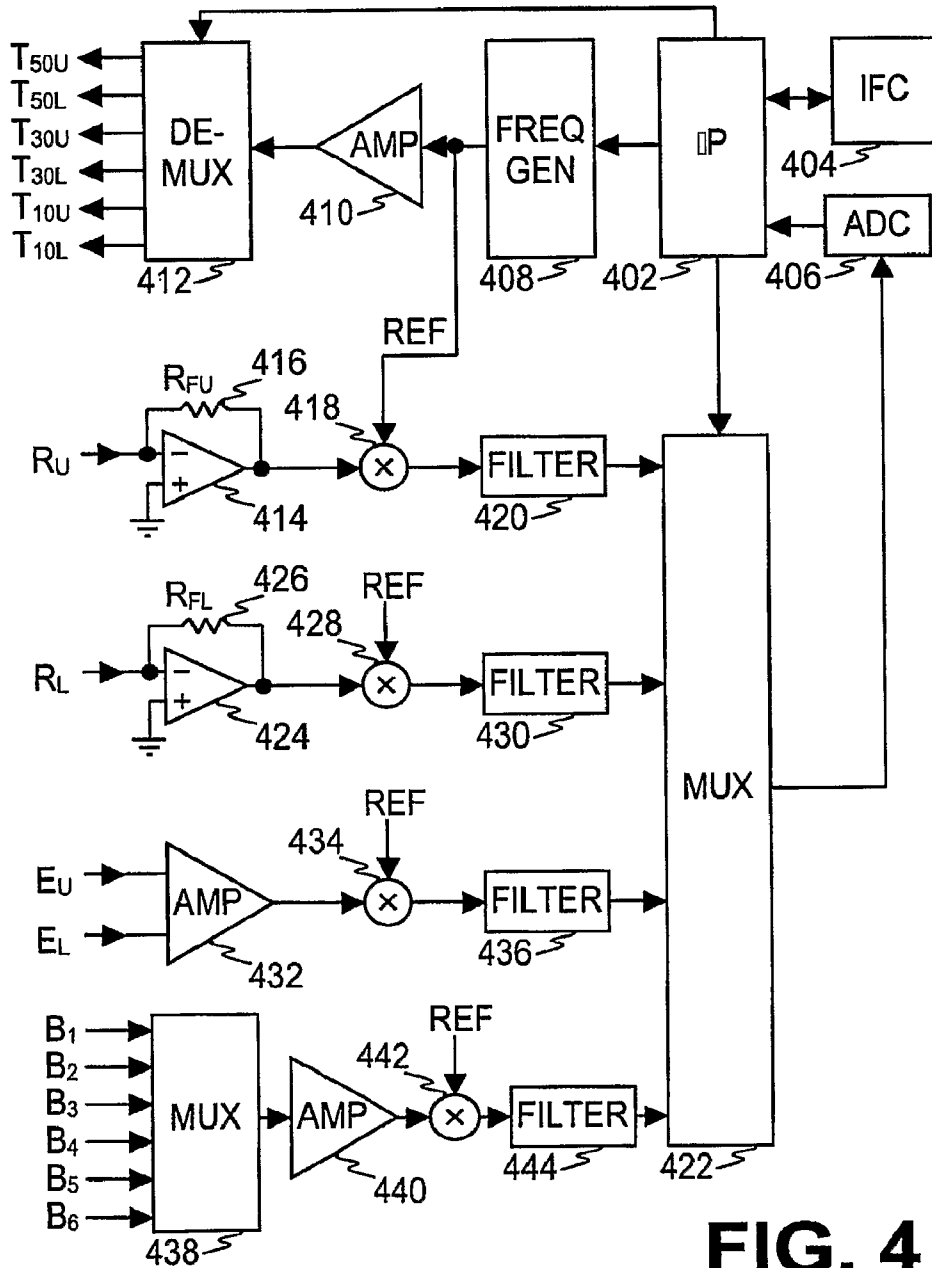 T50U
T50L
T30U
T30L
T10U
T10L
DE-
MUX
412
AMP
410
FREQ
GEN
408
▯P
402
IFC
404
ADC
406
REF
RFU
416
418
RU
-
+
414
×
FILTER
420
RFL
426
REF
428
RL
-
+
424
×
FILTER
430
MUX
422
REF
434
EU
EL
AMP
432
×
FILTER
436
REF
442
B1
B2
B3
B4
B5
B6
MUX
438
AMP
440
×
FILTER
444
FIG. 4